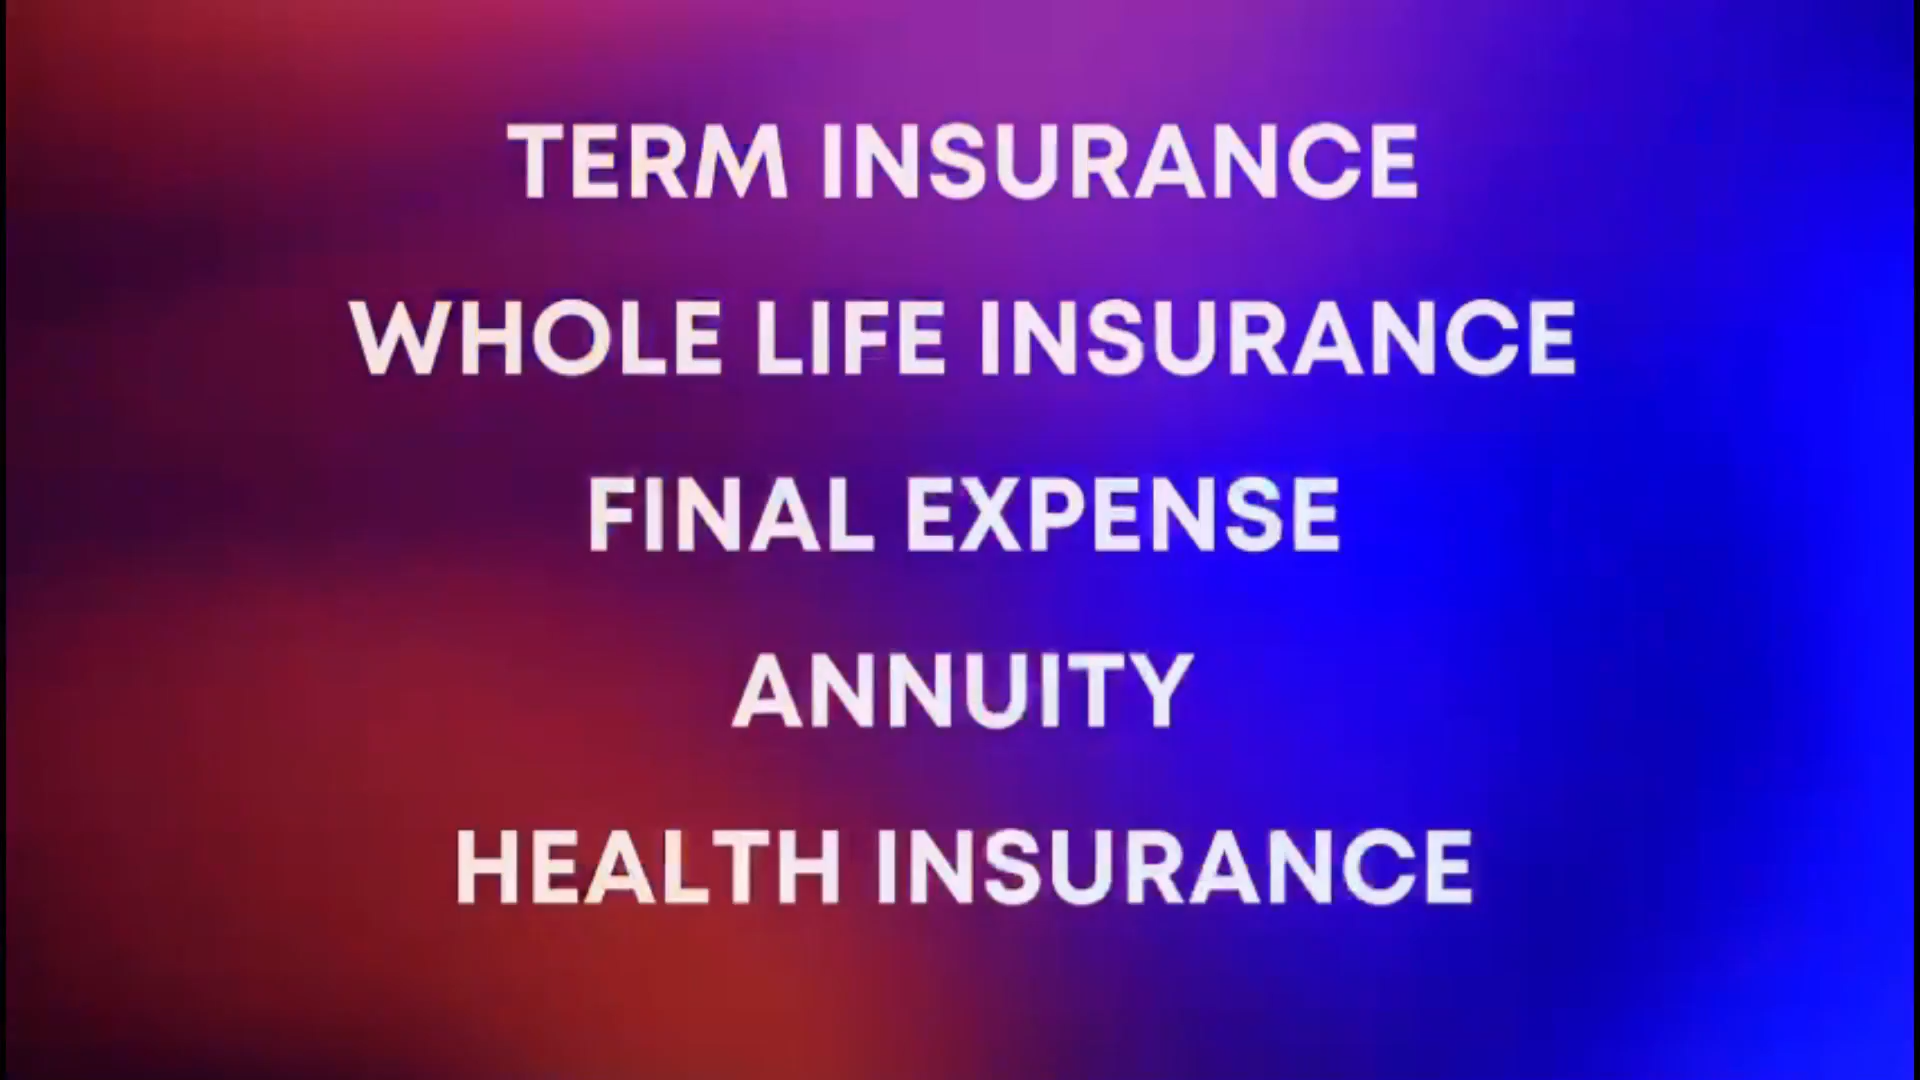 TERM INSURANCE
WHOLE LIFE INSURANCE
FINAL EXPENSE
ANNUITY
HEALTH INSURANCE